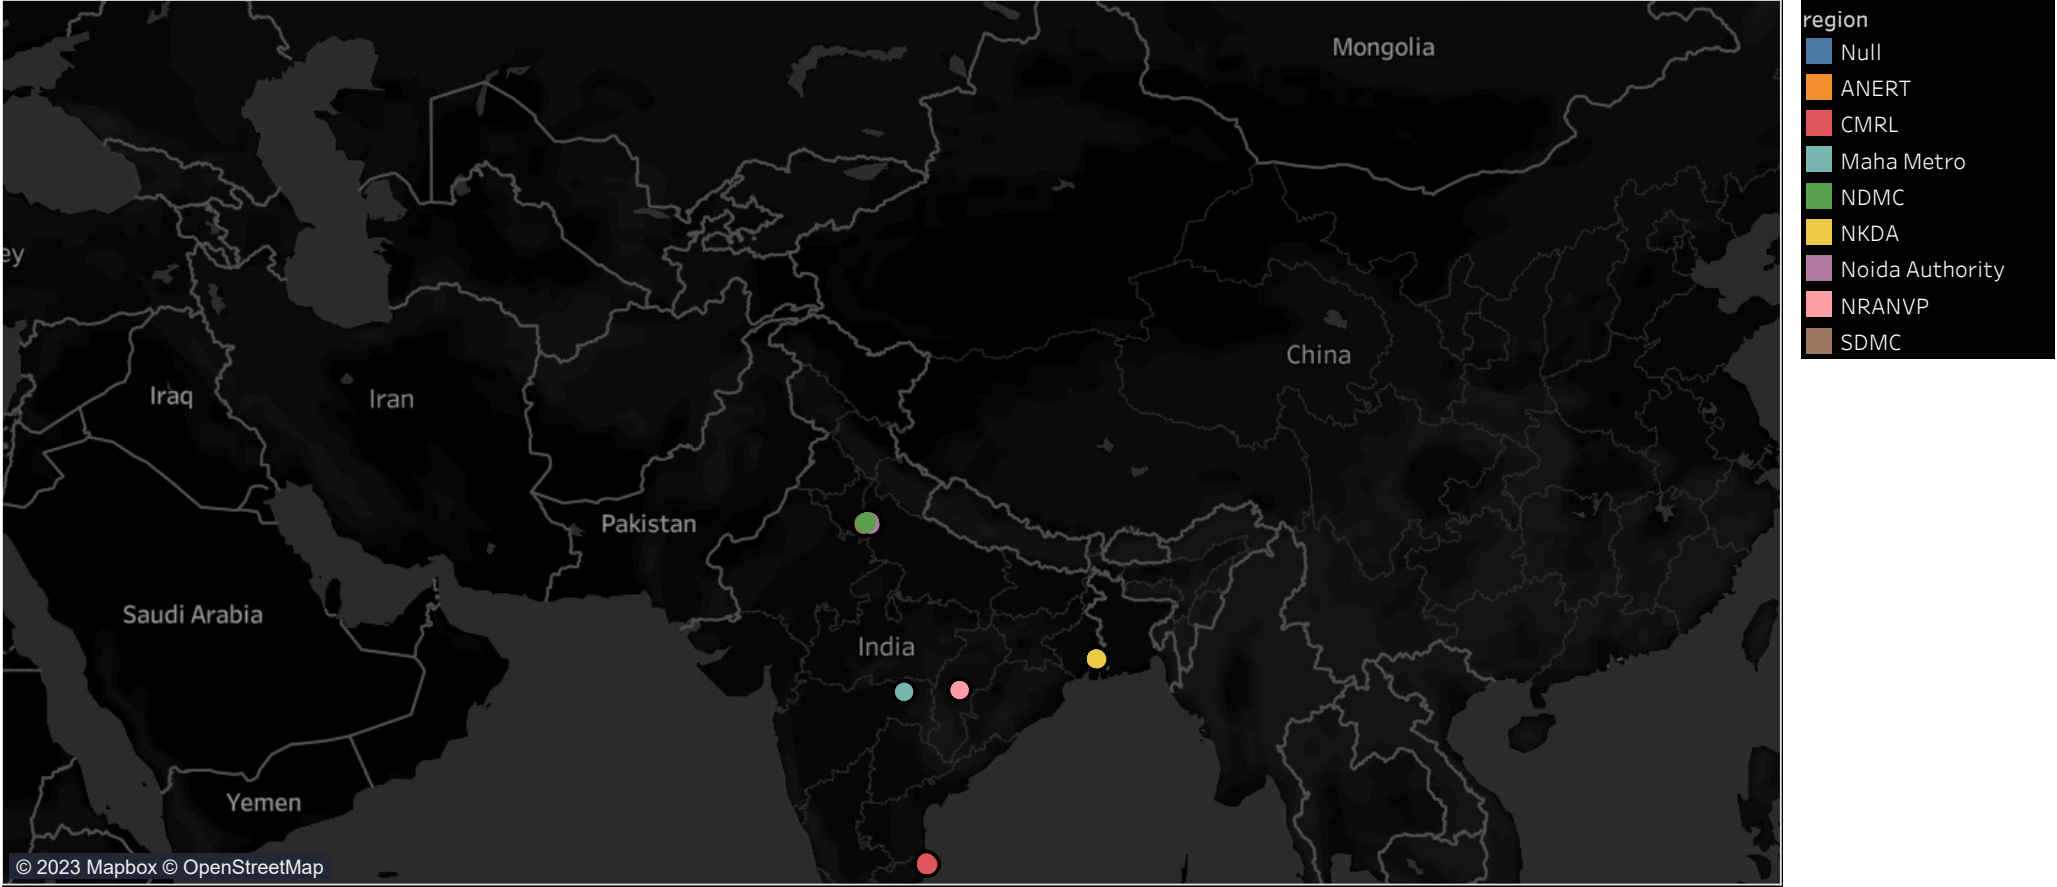 Mongolia
ey
China
Iraq
Iran
Pakistan
Saudi Arabia
India
Yemen
© 2023 Mapbox © OpenStreetMap
region
Null
ANERT
CMRL
Maha Metro
NDMC
NKDA
Noida Authority
NRANVP
SDMC